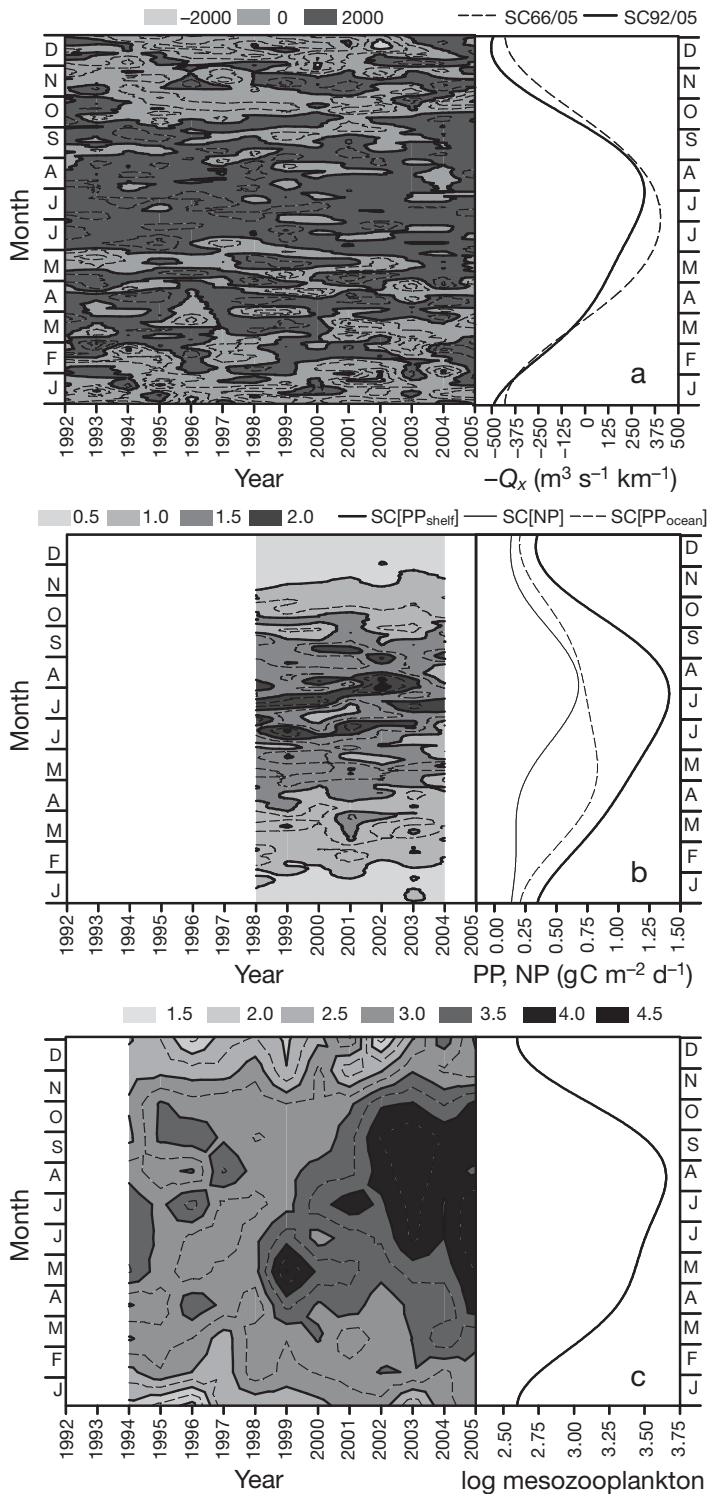 −2000 0 2000 SC66/05 SC92/05
D D
N N
O O
S S
A A
J J
J J
M M
A A
M M
F F
J J
Month
a
1992 1993 1994 1995 1996 1997 1998 1999 2000 2001 2002 2003 2004 2005 -500 -375 -250 -125 0 125 250 375 500
Year −Qx (m3 s−1 km−1)
0.5 1.0 1.5 2.0 SC[PPshelf] SC[NP] SC[PPocean]
D D
N N
O O
S S
A A
J J
J J
M M
A A
M M
F F
J J
Month
b
1992 1993 1994 1995 1996 1997 1998 1999 2000 2001 2002 2003 2004 2005 0.00 0.25 0.50 0.75 1.00 1.25 1.50
Year PP, NP (gC m−2 d−1)
1.5 2.0 2.5 3.0 3.5 4.0 4.5
D D
N N
O O
S S
A A
J J
J J
M M
A A
M M
F F
J J
Month
c
1992 1993 1994 1995 1996 1997 1998 1999 2000 2001 2002 2003 2004 2005 2.50 2.75 3.00 3.25 3.50 3.75
Year log mesozooplankton